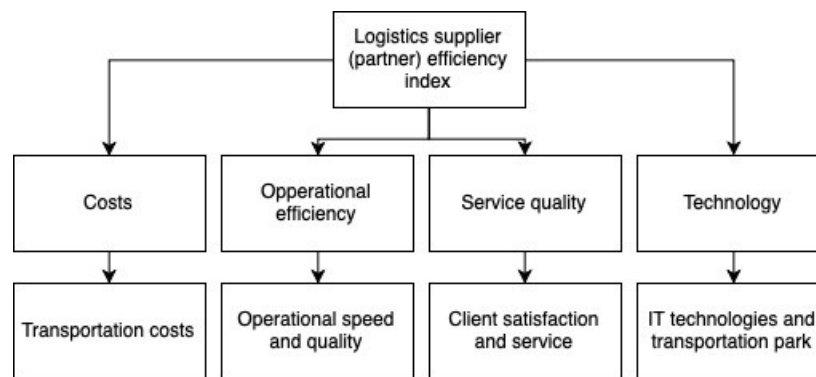 Logistics supplier
(partner) efficiency
index
Costs
Opperational
efficiency
Service quality
Technology
Transportation costs
Operational speed
and quality
Client satisfaction
and service
IT technologies and
transportation park